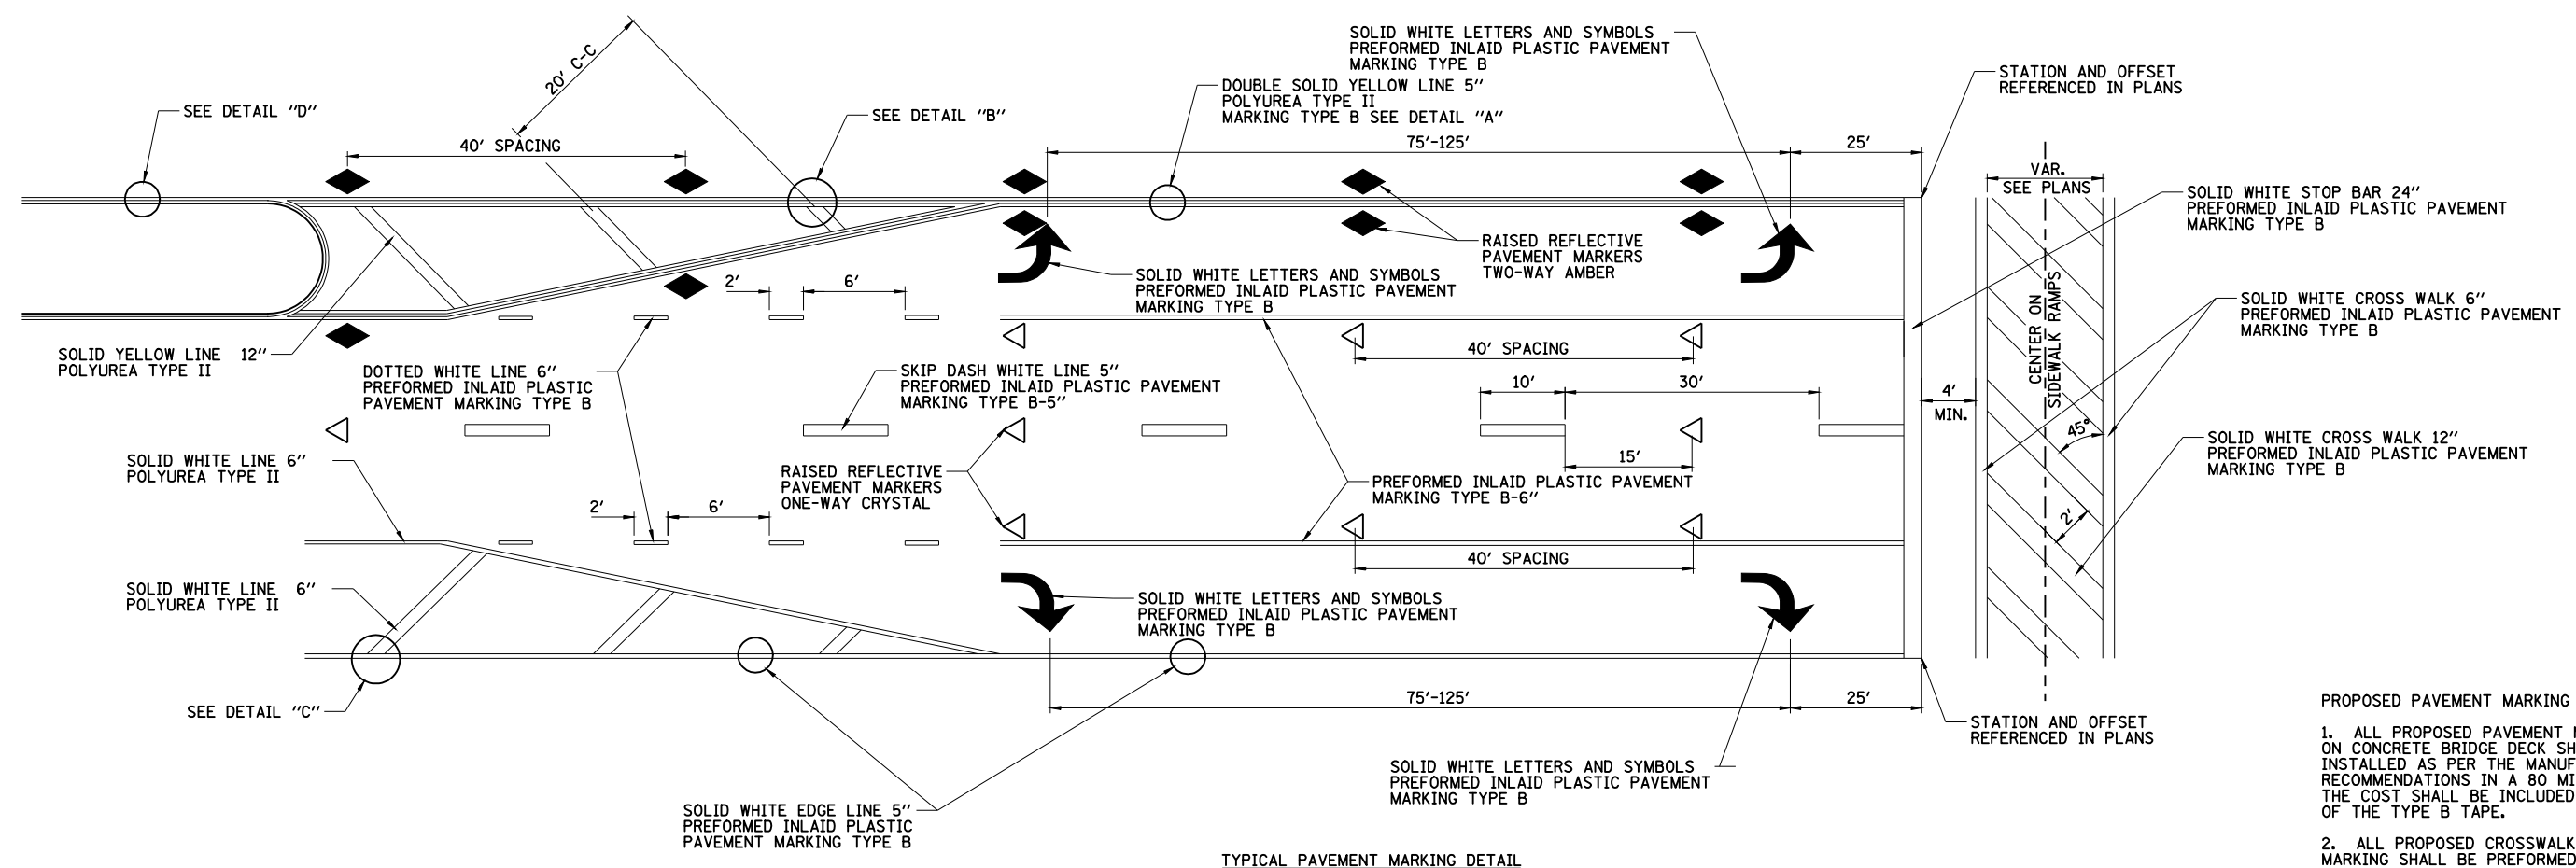 SOLID WHITE LETTERS AND SYMBOLS
PREFORMED INLAID PLASTIC PAVEMENT
MARKING TYPE B
20' C-C
STATION AND OFFSET
REFERENCED IN PLANS
DOUBLE SOLID YELLOW LINE 5"
POLYUREA TYPE II
MARKING TYPE B SEE DETAIL "A"
SEE DETAIL "D"
SEE DETAIL "B"
40' SPACING
75'-125'
25'
VAR.
SEE PLANS
SOLID WHITE STOP BAR 24"
PREFORMED INLAID PLASTIC PAVEMENT
MARKING TYPE B
RAISED REFLECTIVE
PAVEMENT MARKERS
TWO-WAY AMBER
SOLID WHITE LETTERS AND SYMBOLS
PREFORMED INLAID PLASTIC PAVEMENT
MARKING TYPE B
2'
6'
CENTER ON
SIDEWALK RAMPS
SOLID WHITE CROSS WALK 6"
PREFORMED INLAID PLASTIC PAVEMENT
MARKING TYPE B
SOLID YELLOW LINE 12"
POLYUREA TYPE II
40' SPACING
DOTTED WHITE LINE 6"
PREFORMED INLAID PLASTIC
PAVEMENT MARKING TYPE B
SKIP DASH WHITE LINE 5"
PREFORMED INLAID PLASTIC PAVEMENT
MARKING TYPE B-5"
10'
30'
4'
MIN.
45°
SOLID WHITE CROSS WALK 12"
PREFORMED INLAID PLASTIC PAVEMENT
MARKING TYPE B
SOLID WHITE LINE 6"
POLYUREA TYPE II
RAISED REFLECTIVE
PAVEMENT MARKERS
ONE-WAY CRYSTAL
15'
PREFORMED INLAID PLASTIC PAVEMENT
MARKING TYPE B-6"
2'
6'
2'
40' SPACING
SOLID WHITE LINE 6"
POLYUREA TYPE II
SOLID WHITE LETTERS AND SYMBOLS
PREFORMED INLAID PLASTIC PAVEMENT
MARKING TYPE B
SEE DETAIL "C"
75'-125'
25'
STATION AND OFFSET
REFERENCED IN PLANS
SOLID WHITE LETTERS AND SYMBOLS
PREFORMED INLAID PLASTIC PAVEMENT
MARKING TYPE B
SOLID WHITE EDGE LINE 5"
PREFORMED INLAID PLASTIC
PAVEMENT MARKING TYPE B
TYPICAL PAVEMENT MARKING DETAIL
PROPOSED PAVEMENT MARKING
1. ALL PROPOSED PAVEMENT
ON CONCRETE BRIDGE DECK
INSTALLED AS PER THE
RECOMMENDATIONS IN A 80
THE COST SHALL BE INCLUDED
OF THE TYPE B TAPE.
2. ALL PROPOSED CROSSWALK
MARKING SHALL BE PREFORMED